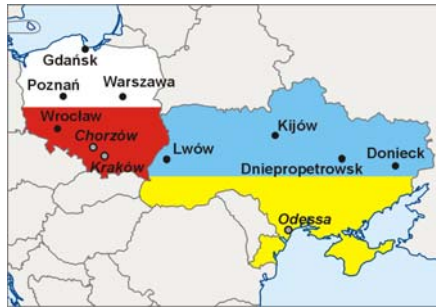 Gdańsk
Poznań Warszawa
Wrocław
Chorzów
Kraków
Lwów
Kijów
Dniepropetrowsk
Donieck
Odessa